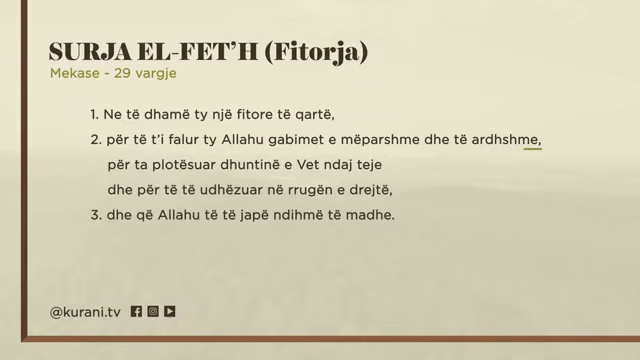 SURJA EL-FET’H (Fitorja)
Mekase - 29 vargje
1. Ne të dhamë ty një fitore të qartë,
2. për të t’i falur ty Allahu gabimet e mëparshme dhe të ardhshme,
për ta plotësuar dhuntinë e Vet ndaj teje
dhe për të të udhëzuar në rrugën e drejtë,
3. dhe që Allahu të të japë ndihmë të madhe.
@kurani.tv